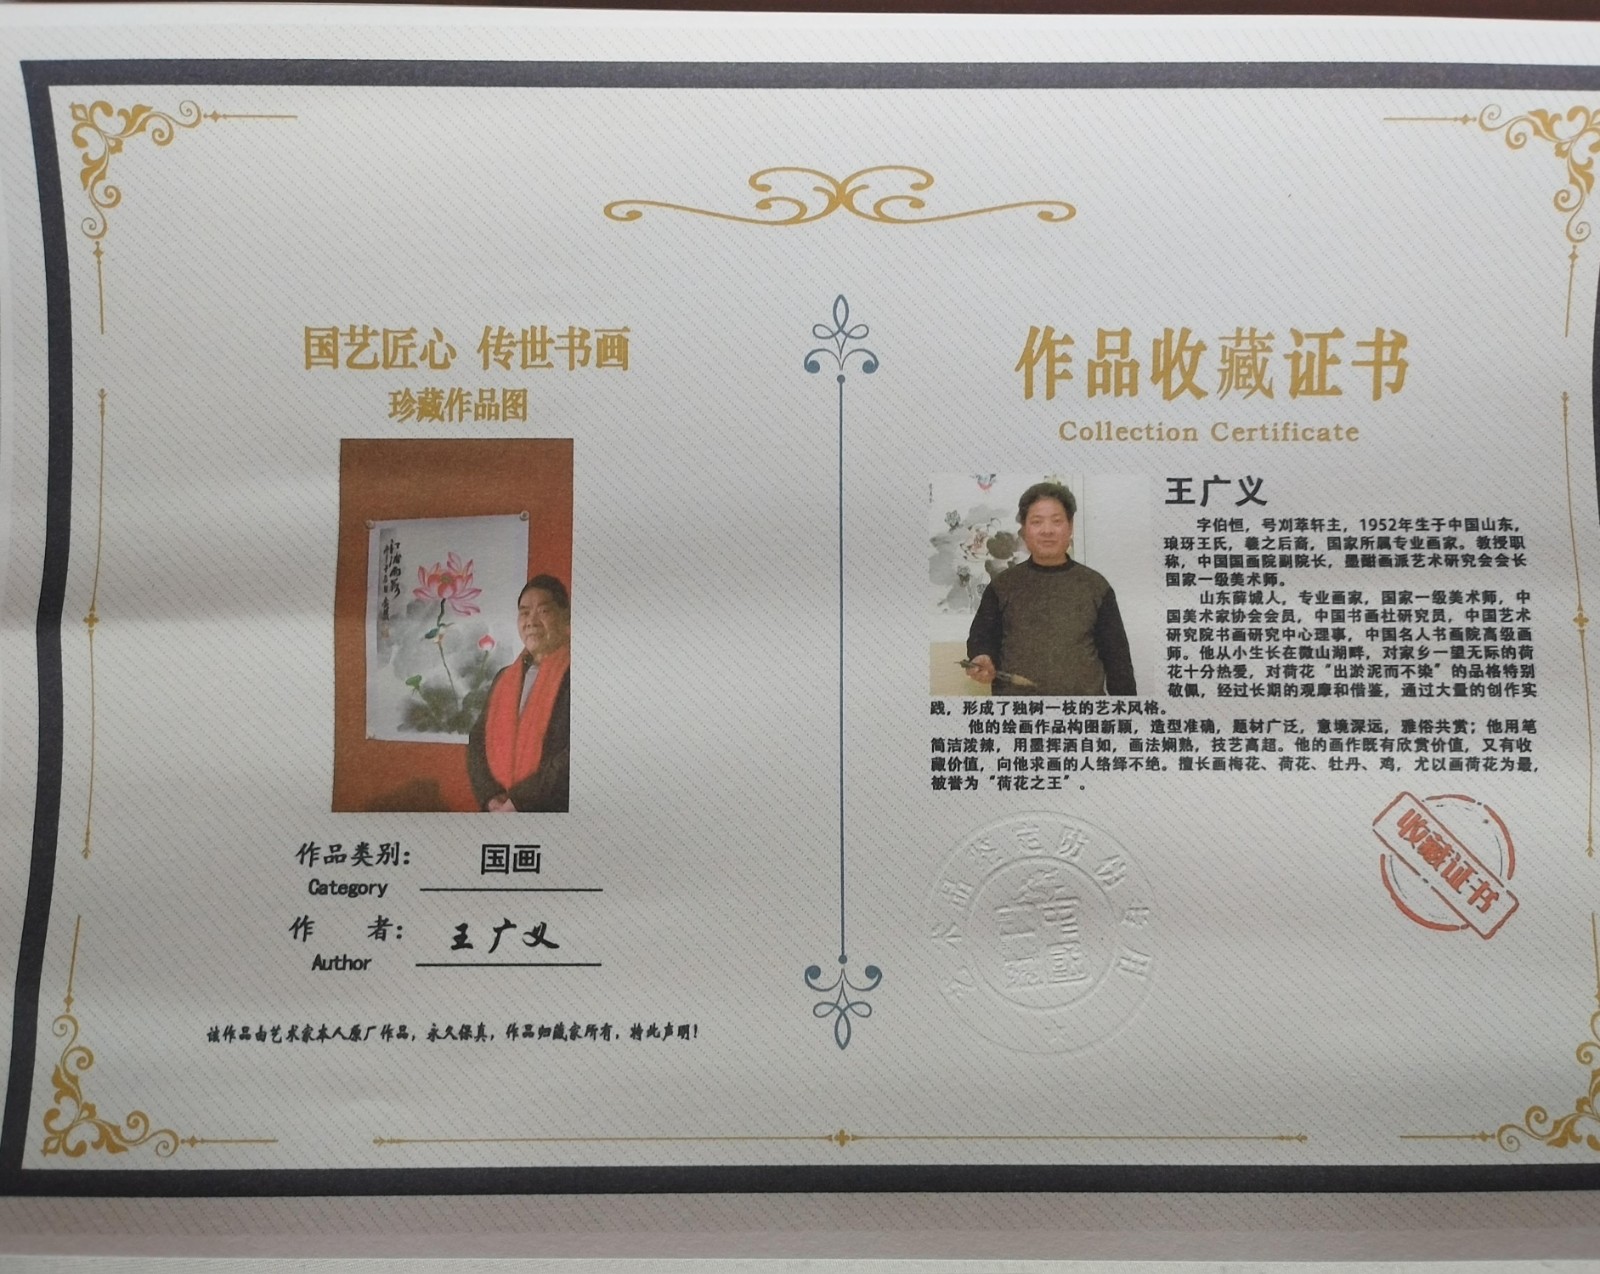 国艺匠心 传世书画
珍藏作品图
作品类别：
国画
Category
作 者：
王广义
Author
该作品由艺术家本人原厂作品，永久保真，作品归藏家所有，特此声明！
作品收藏证书
Collection Certificate
王广义
字伯恒，号刈萃轩主，1952年生于中国山东，
琅玡王氏，羲之后裔，国家所属专业画家。教授职
称，中国国画院副院长，墨酣画派艺术研究会会长
国家一级美术师。
山东薛城人，专业画家，国家一级美术师，中
国美术家协会会员，中国书画社研究员，中国艺术
研究院书画研究中心理事，中国名人书画院高级画
师。他从小生长在微山湖畔，对家乡一望无际的荷
花十分热爱，对荷花“出淤泥而不染”的品格特别
敬佩，经过长期的观摩和借鉴，通过大量的创作实
践，形成了独树一枝的艺术风格。
他的绘画作品构图新颖，造型准确，题材广泛，意境深远，雅俗共赏；他用笔
简洁泼辣，用墨挥洒自如，画法娴熟，技艺高超。他的画作既有欣赏价值，又有收
藏价值，向他求画的人络绎不绝。擅长画梅花、荷花、牡丹、鸡，尤以画荷花为最，
被誉为“荷花之王”。
收藏证书
艺术品鉴定防伪专用